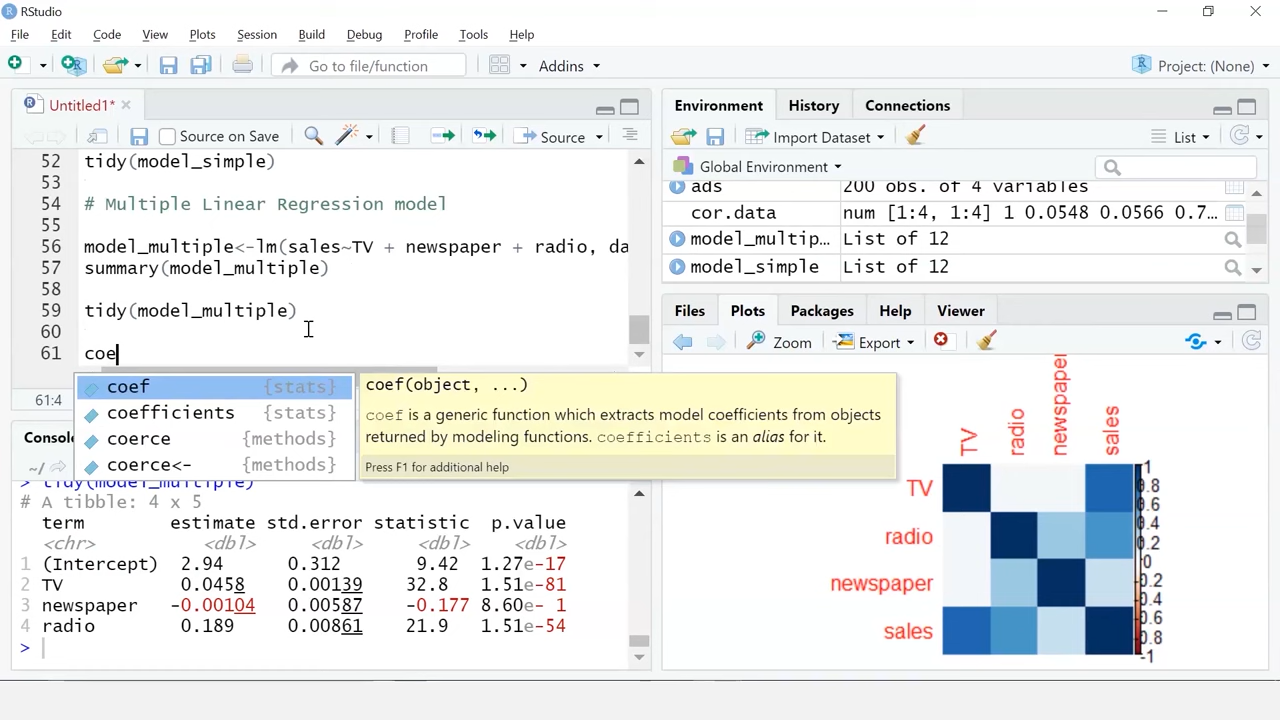 RStudio
File Edit Code View Plots Session Build Debug Profile Tools Help
Go to file/function Addins Project: (None)
Untitled1*
Source on Save Source
52 tidy(model_simple)
53
54 # Multiple Linear Regression model
55
56 model_multiple<-lm(sales~TV + newspaper + radio, da
57 summary(model_multiple)
58
59 tidy(model_multiple)
60
61 coe
61:4
coef {stats}
coefficients {stats}
coerce {methods}
coerce<- {methods}
coef(object, ...)
coef is a generic function which extracts model coefficients from objects
returned by modeling functions. coefficients is an alias for it.
Press F1 for additional help
Console
~/
> tidy(model_multiple)
# A tibble: 4 x 5
term estimate std.error statistic p.value
<chr> <dbl> <dbl> <dbl> <dbl>
1 (Intercept) 2.94 0.312 9.42 1.27e-17
2 TV 0.0458 0.00139 32.8 1.51e-81
3 newspaper -0.00104 0.00587 -0.177 8.60e- 1
4 radio 0.189 0.00861 21.9 1.51e-54
>
Environment History Connections
Import Dataset List
Global Environment
ads 200 obs. of 4 variables
cor.data num [1:4, 1:4] 1 0.0548 0.0566 0.7...
model_multip... List of 12
model_simple List of 12
Files Plots Packages Help Viewer
Zoom Export
TV radio newspaper sales
TV
radio
newspaper
sales
1
0.8
0.6
0.4
0.2
0
-0.2
-0.4
-0.6
-0.8
-1